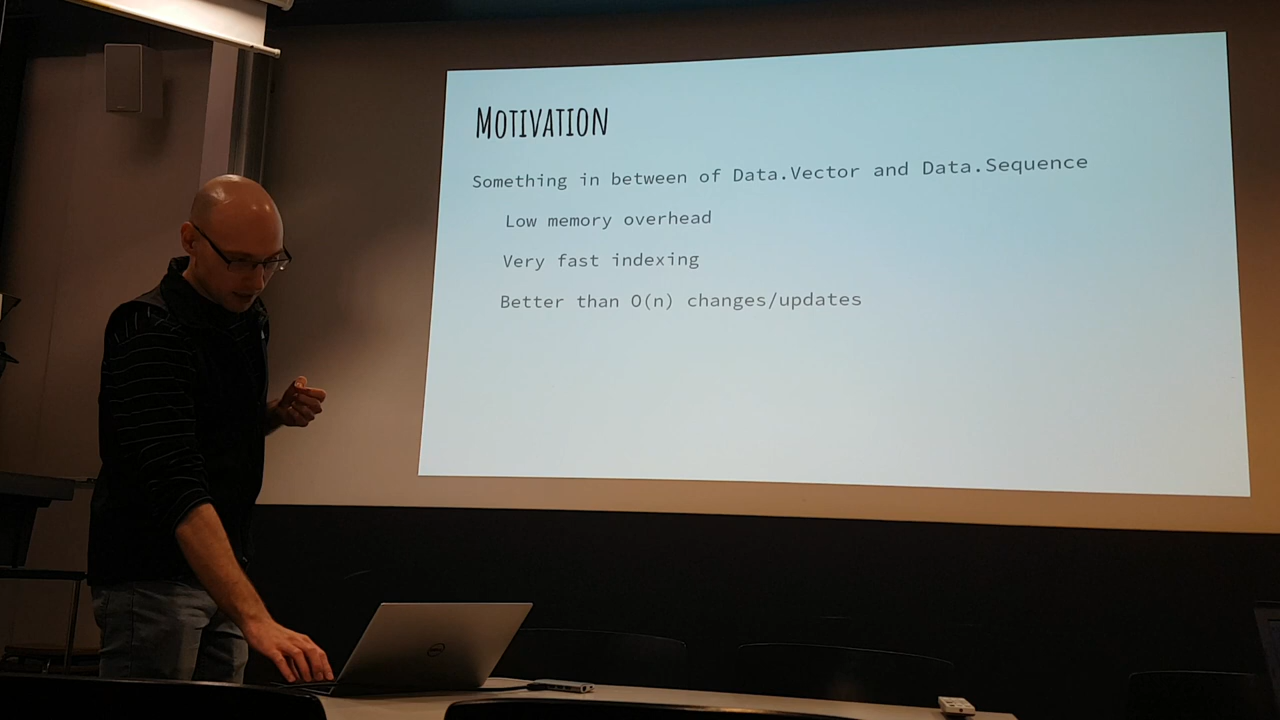 MOTIVATION
Something in between of Data.Vector and Data.Sequence
Low memory overhead
Very fast indexing
Better than O(n) changes/updates
DELL